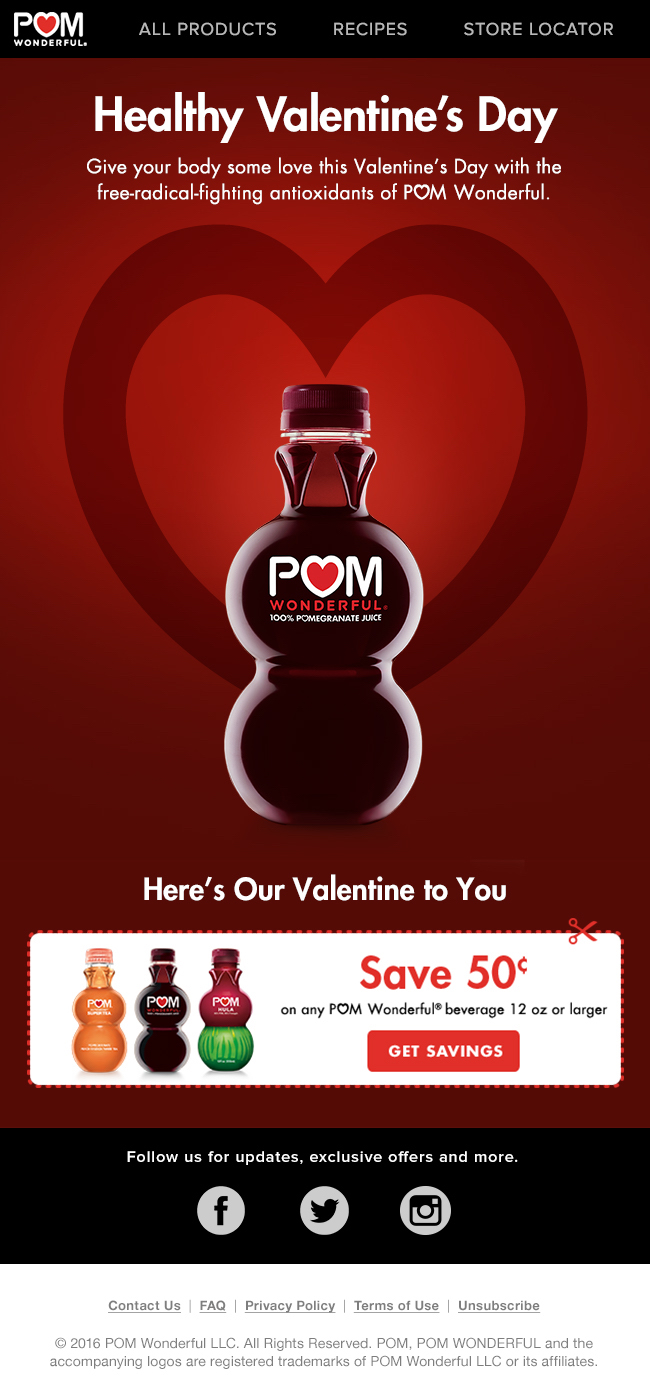 POM
WONDERFUL®
ALL PRODUCTS
RECIPES
STORE LOCATOR
Healthy Valentine's Day
Give your body some love this Valentine's Day with the
free-radical-fighting antioxidants of POM Wonderful.
POM
WONDERFUL®
100% POMEGRANATE JUICE
Here's Our Valentine to You
POM
SUPER TEA
POM
WONDERFUL
POM
HULA
Save 50¢
on any POM Wonderful® beverage 12 oz or larger
GET SAVINGS
Follow us for updates, exclusive offers and more.
Contact Us | FAQ | Privacy Policy | Terms of Use | Unsubscribe
© 2016 POM Wonderful LLC. All Rights Reserved. POM, POM WONDERFUL and the
accompanying logos are registered trademarks of POM Wonderful LLC or its affiliates.